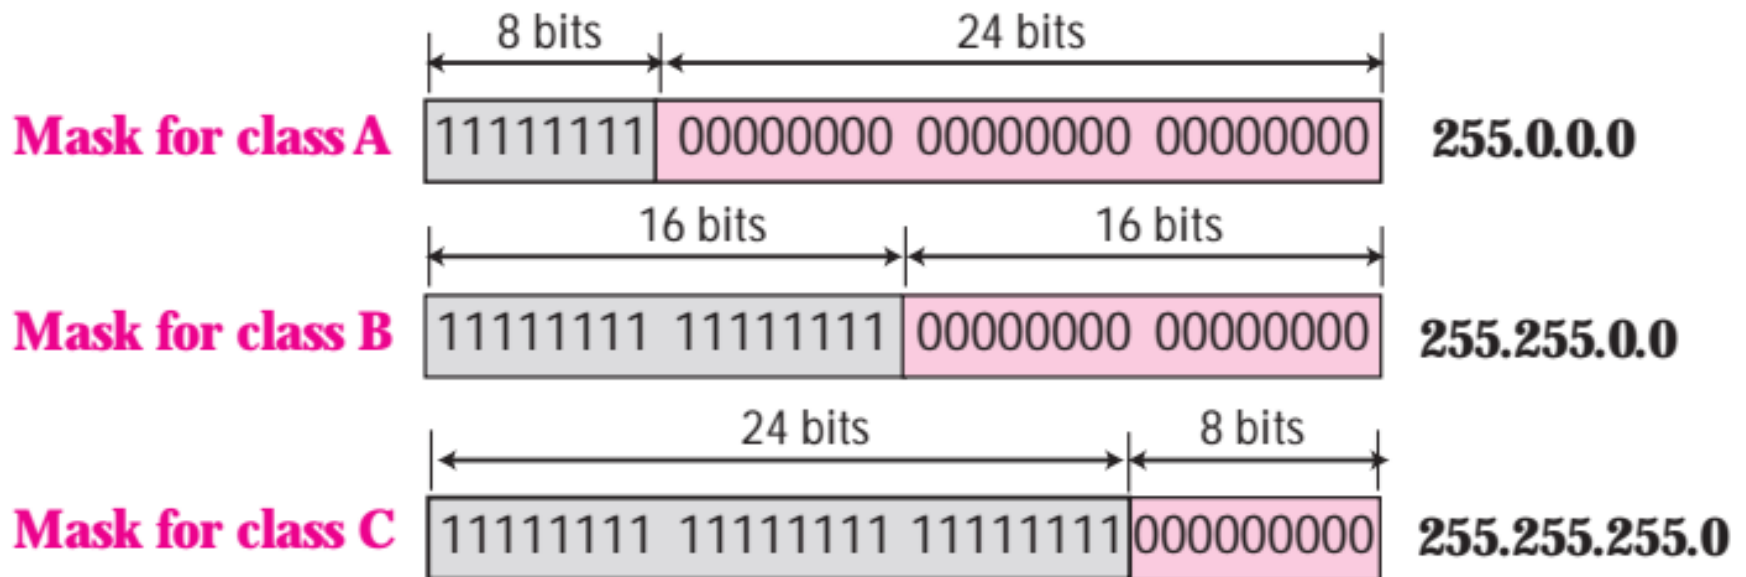 8 bits 24 bits
Mask for class A 11111111 00000000 00000000 00000000 255.0.0.0
16 bits 16 bits
Mask for class B 11111111 11111111 00000000 00000000 255.255.0.0
24 bits 8 bits
Mask for class C 11111111 11111111 11111111 000000000 255.255.255.0